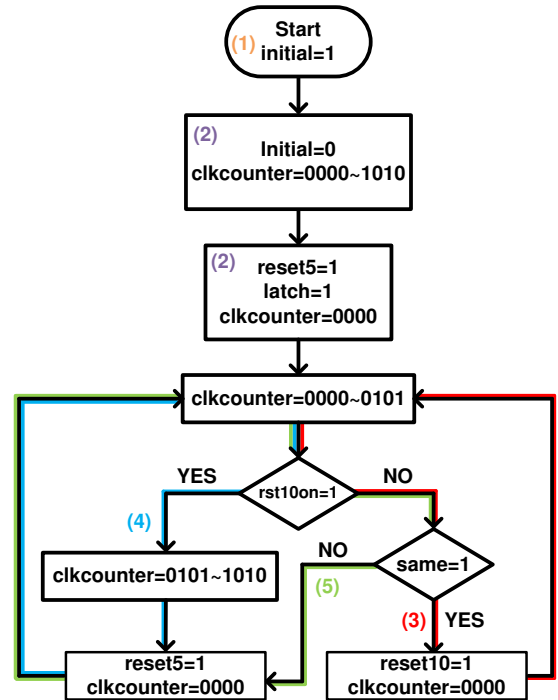 Start
(1) initial=1
(2)
Initial=0
clkcounter=0000~1010
(2)
reset5=1
latch=1
clkcounter=0000
clkcounter=0000~0101
YES
rst10on=1
NO
(4)
NO
same=1
clkcounter=0101~1010
(5)
(3) YES
reset5=1
clkcounter=0000
reset10=1
clkcounter=0000